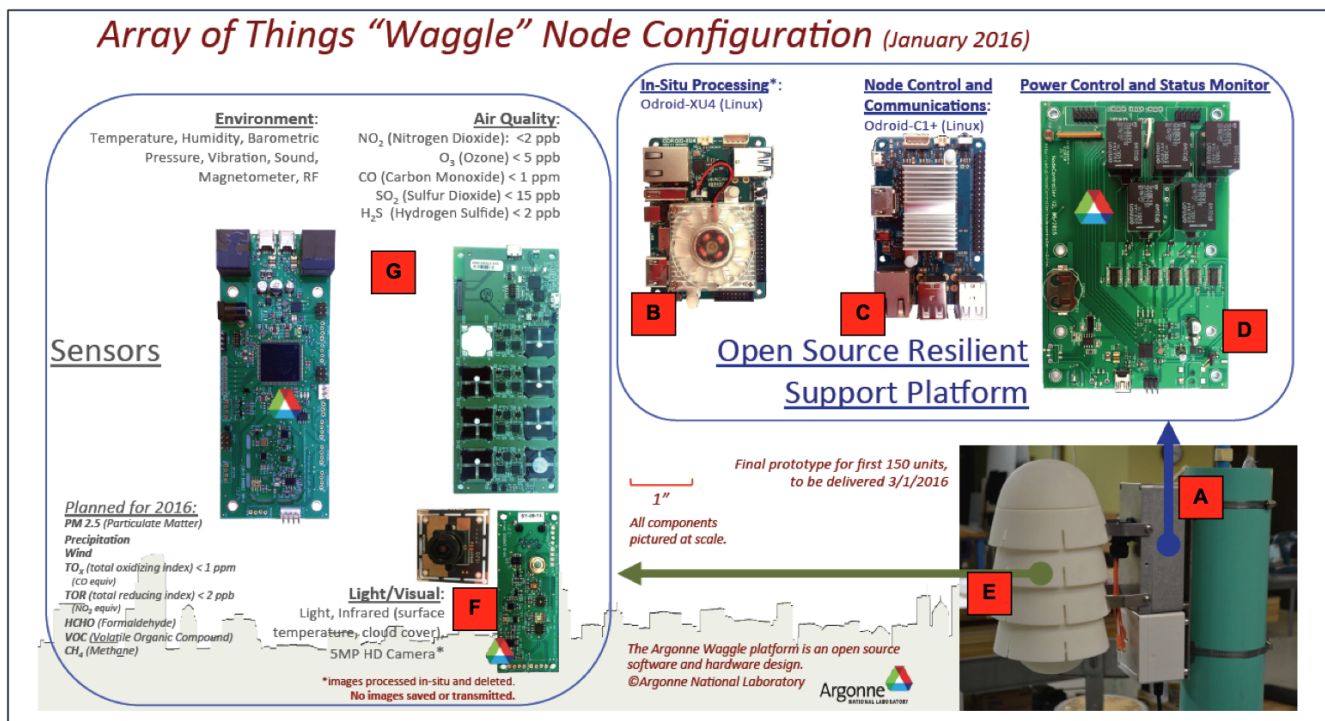 Array of Things “Waggle” Node Configuration (January 2016)
Environment:
Temperature, Humidity, Barometric
Pressure, Vibration, Sound,
Magnetometer, RF
Air Quality:
NO₂ (Nitrogen Dioxide): <2 ppb
O₃ (Ozone) < 5 ppb
CO (Carbon Monoxide) < 1 ppm
SO₂ (Sulfur Dioxide) < 15 ppb
H₂S (Hydrogen Sulfide) < 2 ppb
G
Sensors
Planned for 2016:
PM 2.5 (Particulate Matter)
Precipitation
Wind
TOₓ (total oxidizing index) < 1 ppm
(CO equiv)
TOR (total reducing index) < 2 ppb
(NO₂ equiv)
HCHO (Formaldehyde)
VOC (Volatile Organic Compound)
CH₄ (Methane)
Light/Visual:
Light, Infrared (surface
temperature, cloud cover),
5MP HD Camera*
F
*images processed in-situ and deleted.
No images saved or transmitted.
In-Situ Processing*:
Odroid-XU4 (Linux)
B
Node Control and
Communications:
Odroid-C1+ (Linux)
C
Power Control and Status Monitor
D
Open Source Resilient
Support Platform
Final prototype for first 150 units,
to be delivered 3/1/2016
1”
All components
pictured at scale.
A
E
The Argonne Waggle platform is an open source
software and hardware design.
©Argonne National Laboratory
Argonne
NATIONAL LABORATORY